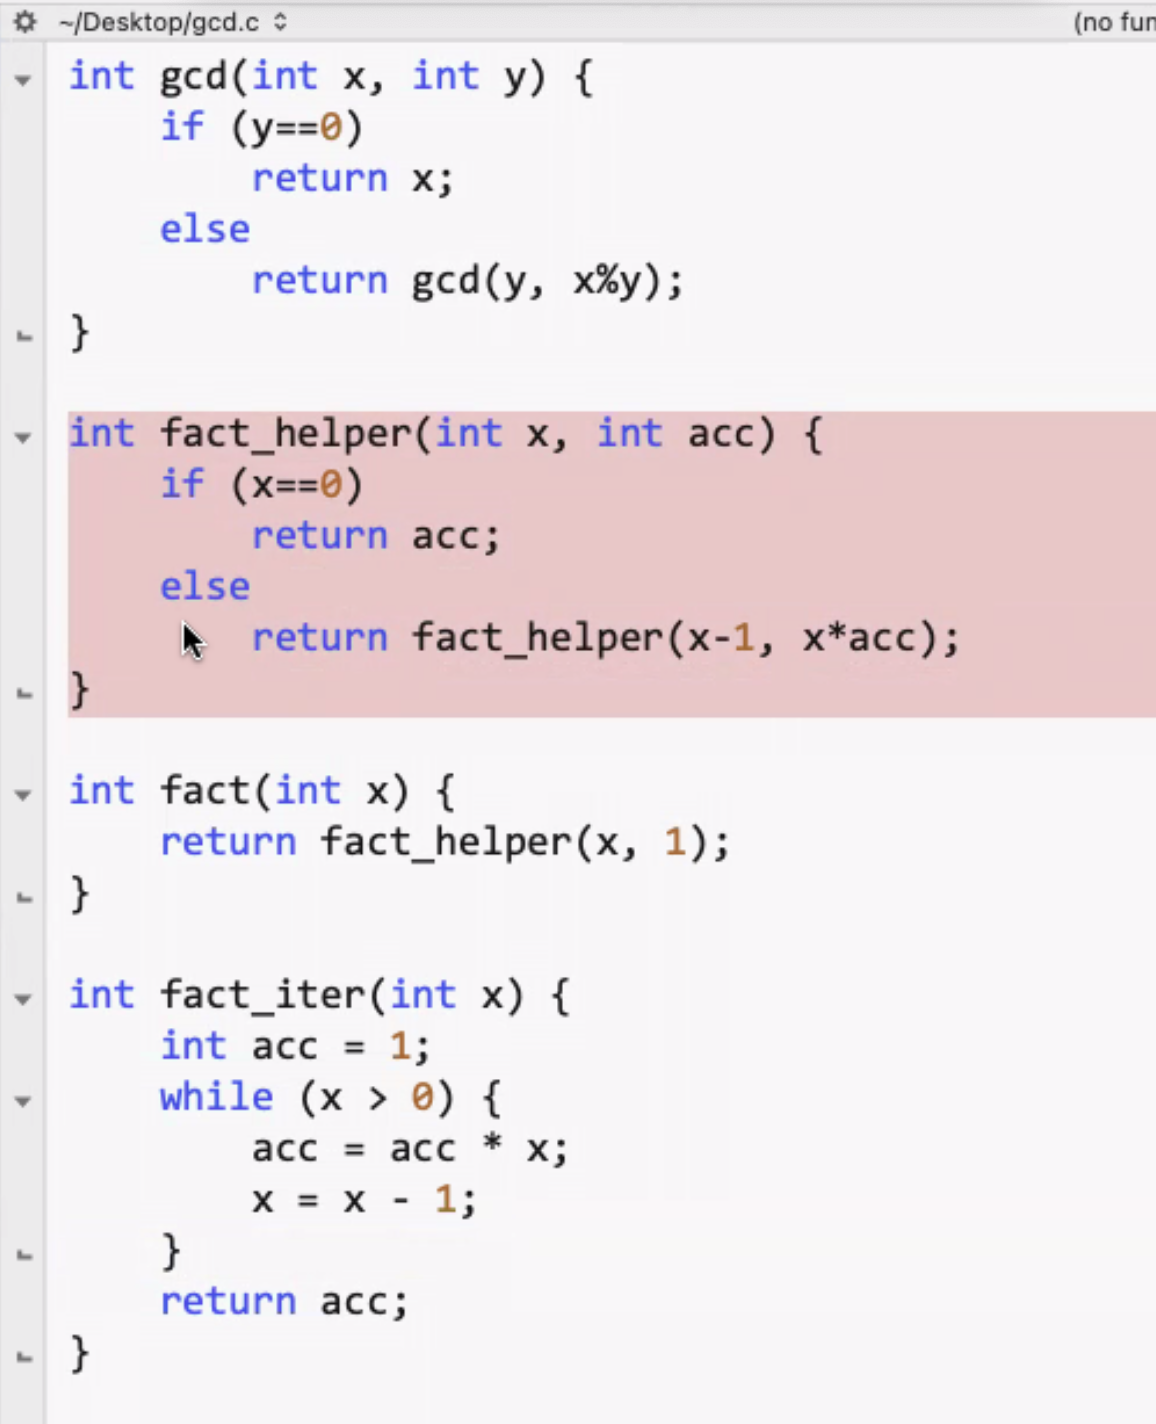 ~/Desktop/gcd.c
(no fun
int gcd(int x, int y) {
    if (y==0)
        return x;
    else
        return gcd(y, x%y);
}

int fact_helper(int x, int acc) {
    if (x==0)
        return acc;
    else
        return fact_helper(x-1, x*acc);
}

int fact(int x) {
    return fact_helper(x, 1);
}

int fact_iter(int x) {
    int acc = 1;
    while (x > 0) {
        acc = acc * x;
        x = x - 1;
    }
    return acc;
}